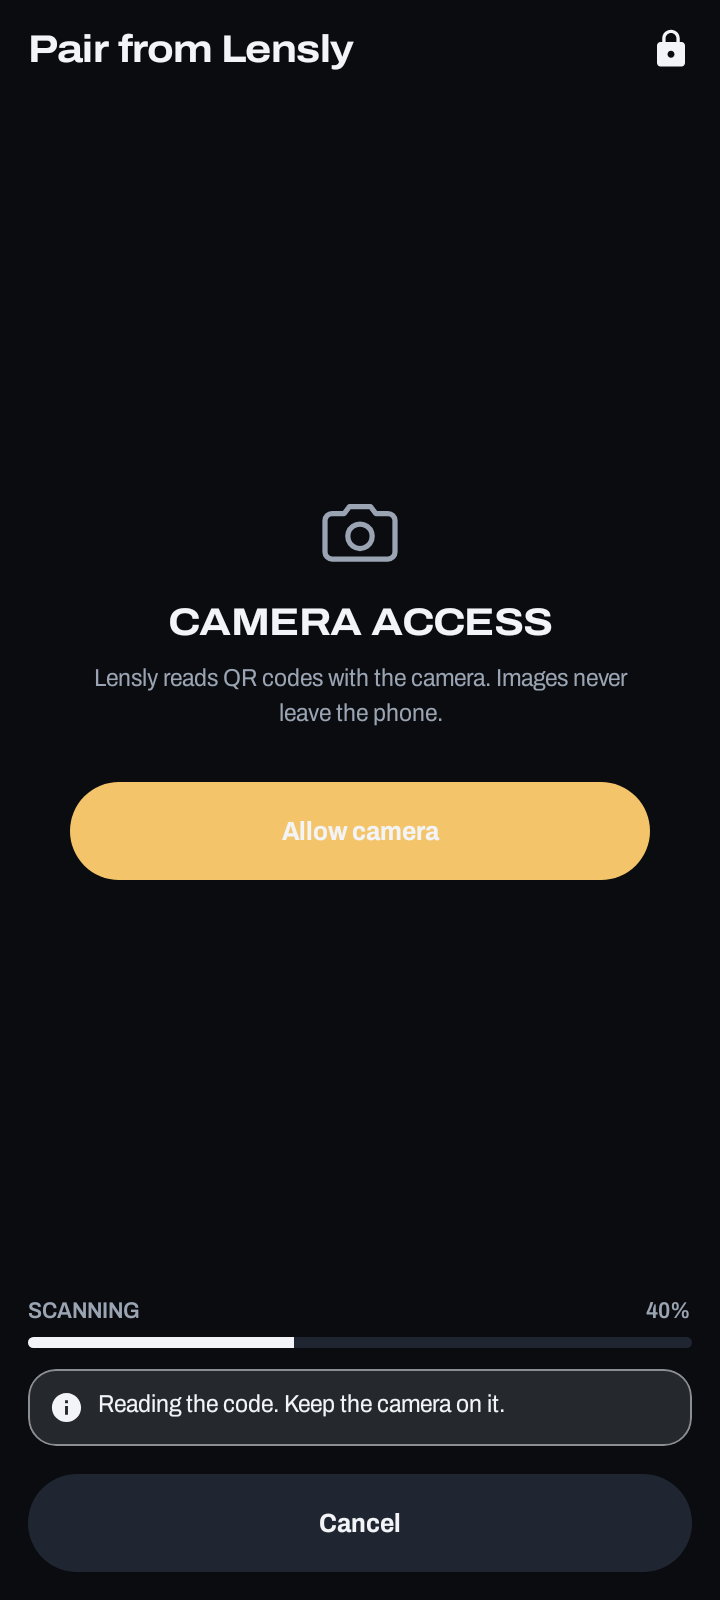 Pair from Lensly
CAMERA ACCESS
Lensly reads QR codes with the camera. Images never
leave the phone.
Allow camera
SCANNING 40%
Reading the code. Keep the camera on it.
Cancel